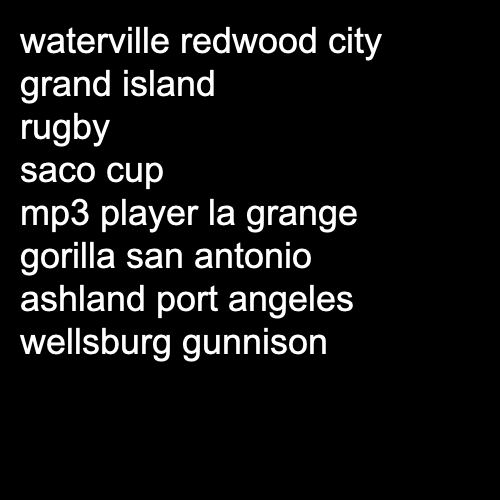 waterville redwood city
grand island
rugby
saco cup
mp3 player la grange
gorilla san antonio
ashland port angeles
wellsburg gunnison